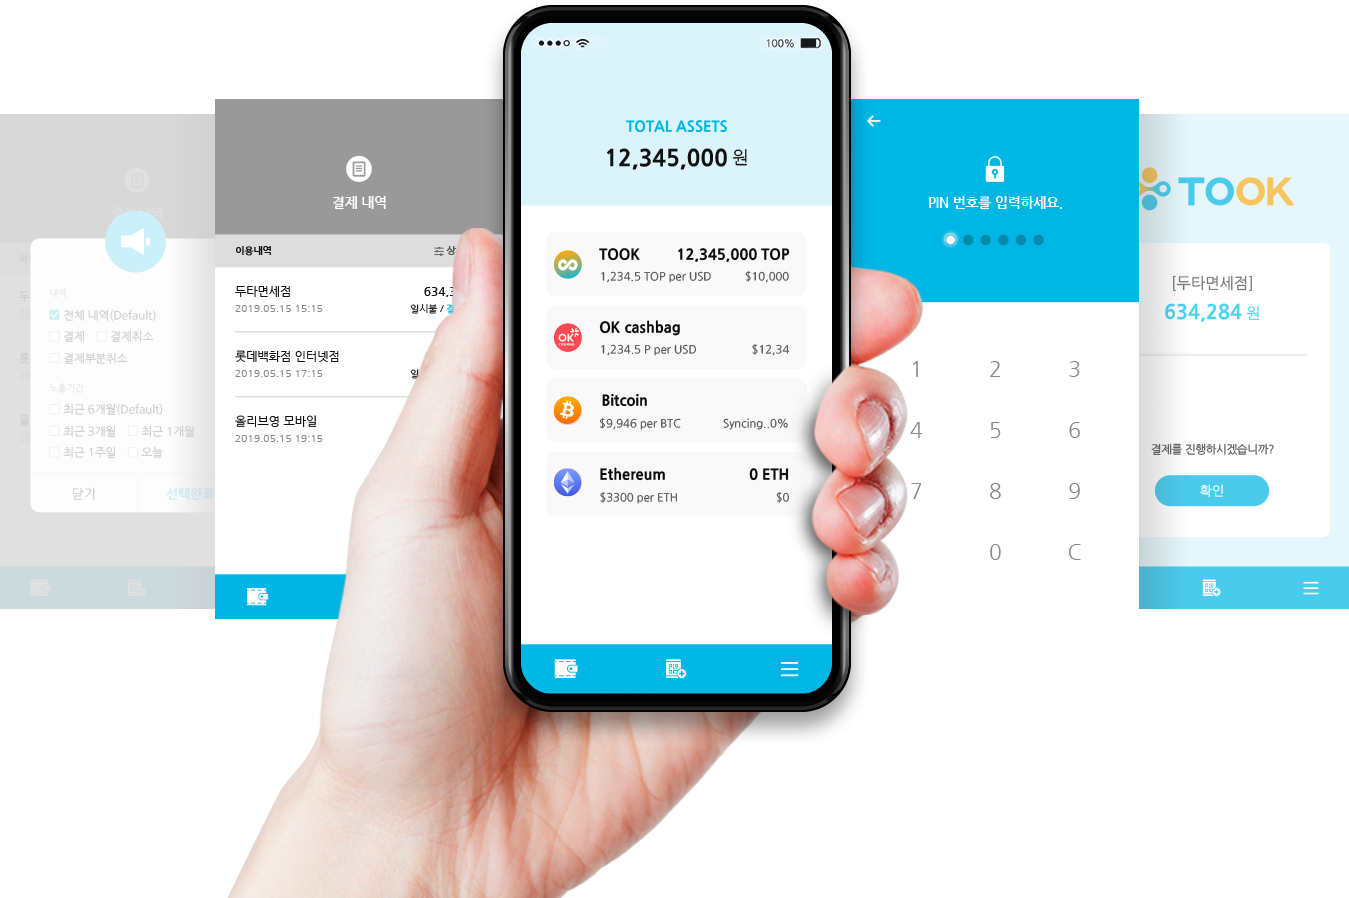 내역
전체 내역(Default)
결제 결제취소
결제부분취소
노출기간
최근 6개월(Default)
최근 3개월 최근 1개월
최근 1주일 오늘
닫기 선택완료
결제 내역
이용내역
두타면세점
2019.05.15 15:15
일시불 /
롯데백화점 인터넷점
2019.05.15 17:15
올리브영 모바일
2019.05.15 19:15
100%
TOTAL ASSETS
12,345,000 원
TOOK 12,345,000 TOP
1,234.5 TOP per USD $10,000
OK cashbag
1,234.5 P per USD $12,34
Bitcoin
$9,946 per BTC Syncing..0%
Ethereum 0 ETH
$3300 per ETH $0
PIN 번호를 입력하세요.
1 2 3
4 5 6
7 8 9
0 C
TOOK
[두타면세점]
634,284 원
결제를 진행하시겠습니까?
확인